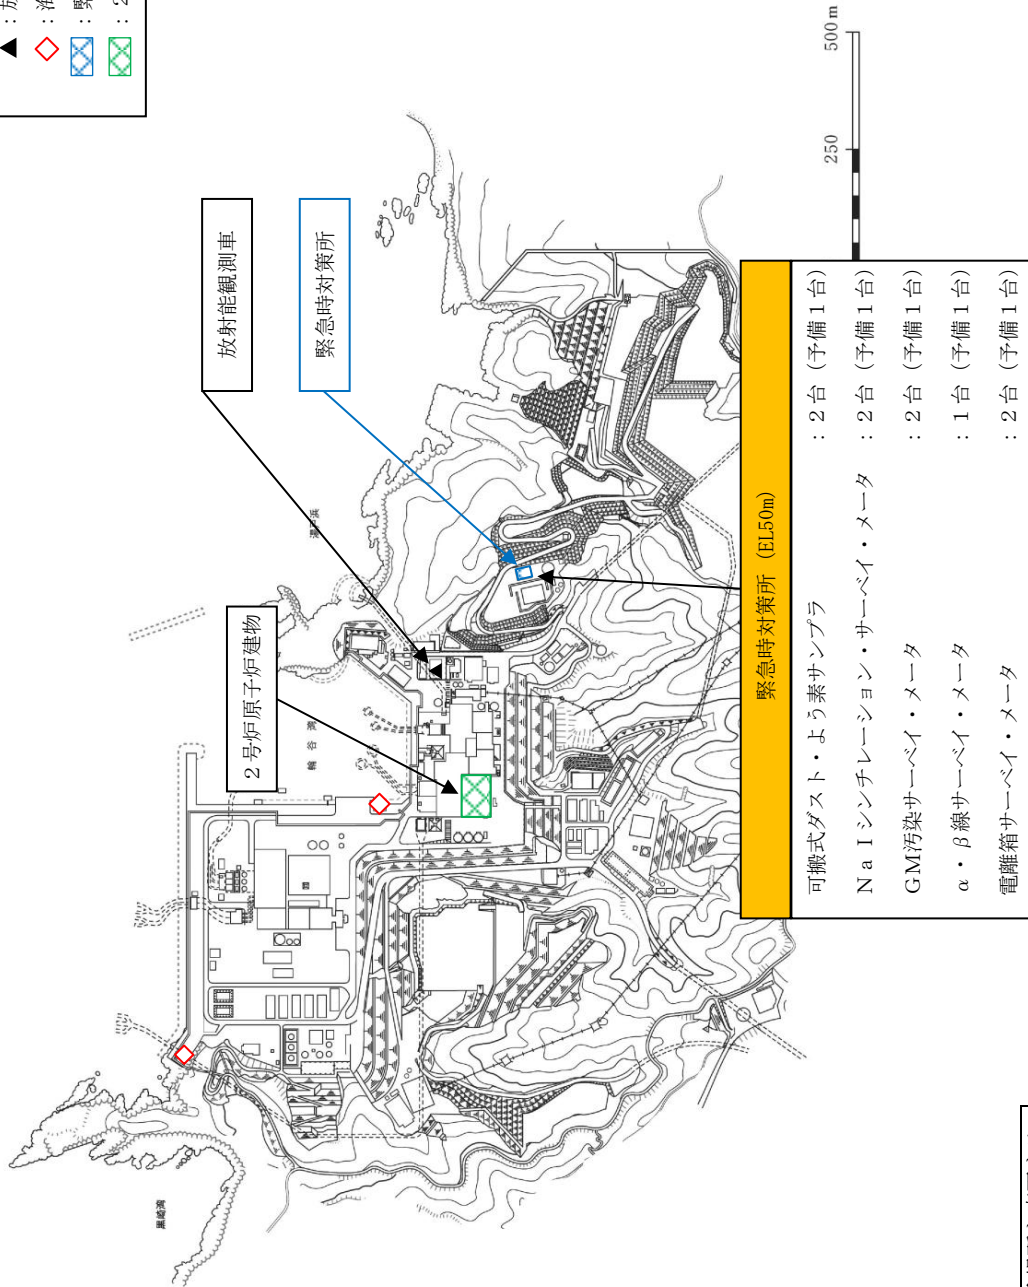 ：放
：海
：緊
：２
放射能観測車
緊急時対策所
２号炉原子炉建物
輪谷湾
250
500 m
緊急時対策所（EL50m）
可搬式ダスト・よう素サンプラ ：２台（予備１台）
ＮａＩシンチレーション・サーベイ・メータ ：２台（予備１台）
GM汚染サーベイ・メータ ：２台（予備１台）
α・β線サーベイ・メータ ：１台（予備１台）
電離箱サーベイ・メータ ：２台（予備１台）